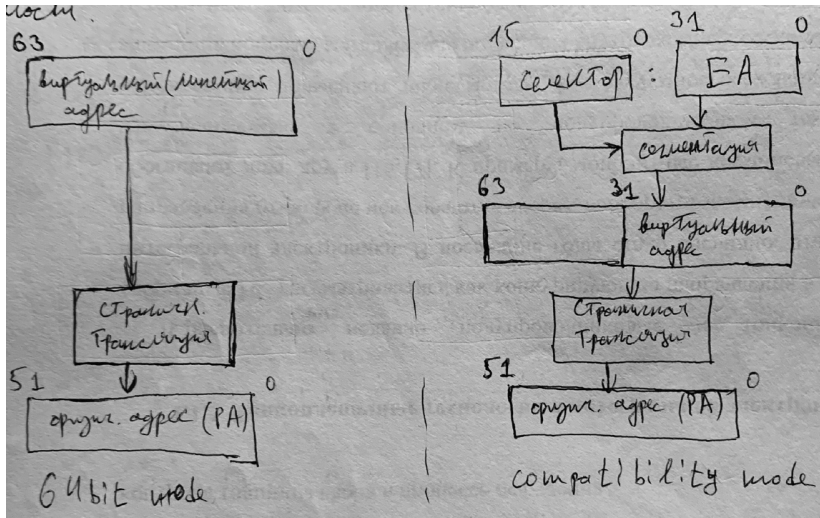 ности.
63 0
виртуальный (линейный)
адрес
страничн.
трансляция
51 0
физич. адрес (PA)
64bit mode
15 0 : 31 0
селектор EA
сегментация
63 31 0
виртуальный
адрес
Страничная
трансляция
51 0
физич. адрес (PA)
compatibility mode